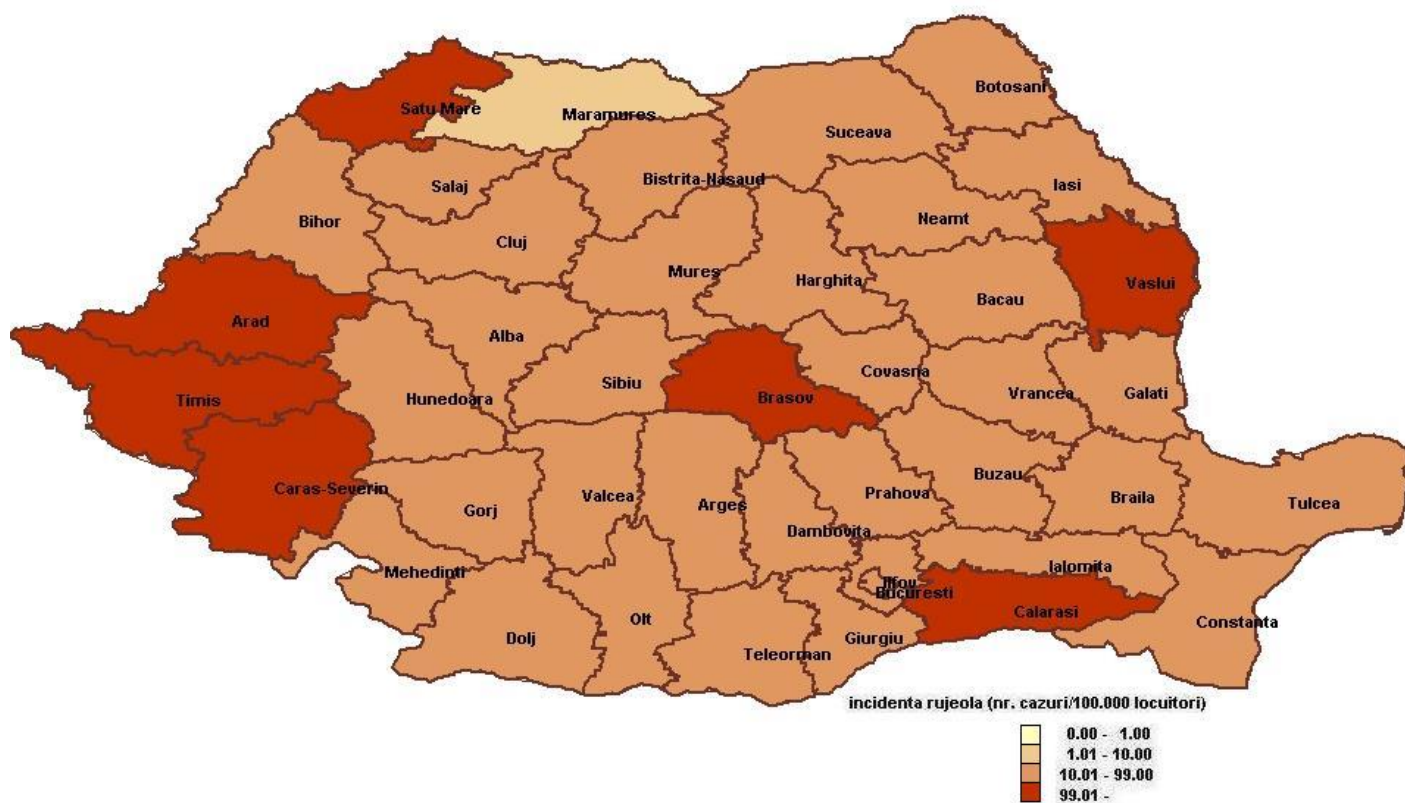 Botosani
Satu Mare
Maramures
Suceava
Iasi
Bistrita-Nasaud
Salaj
Neamt
Bihor
Cluj
Mures
Harghita
Vaslui
Bacau
Arad
Alba
Covasna
Sibiu
Vrancea
Galati
Timis
Hunedoara
Brasov
Buzau
Caras-Severin
Valcea
Prahova
Braila
Arges
Tulcea
Gorj
Dambovita
Ialomita
Mehedinti
Ilfov
Bucuresti
Calarasi
Olt
Constanta
Dolj
Giurgiu
Teleorman
incidenta rujeola (nr. cazuri/100.000 locuitori)
0.00 - 1.00
1.01 - 10.00
10.01 - 99.00
99.01 -